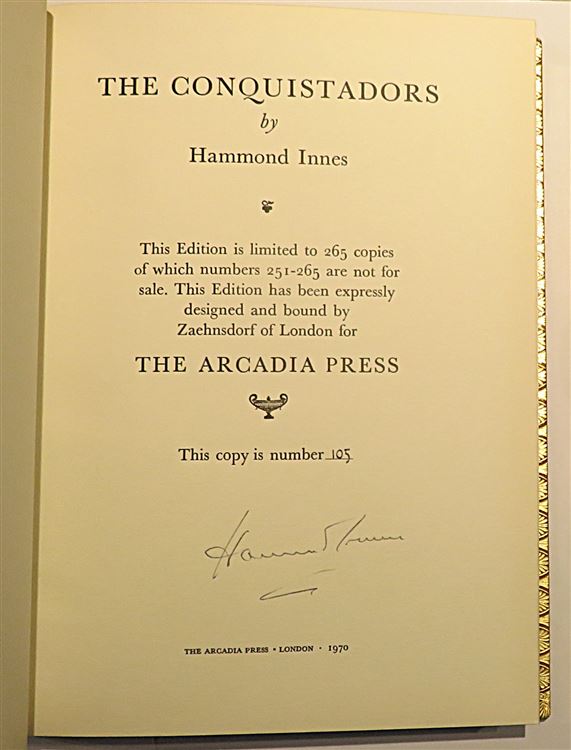 THE CONQUISTADORS
by
Hammond Innes
This Edition is limited to 265 copies
of which numbers 251-265 are not for
sale. This Edition has been expressly
designed and bound by
Zaehnsdorf of London for
THE ARCADIA PRESS
This copy is number 105
Hammond Innes
THE ARCADIA PRESS • LONDON • 1970